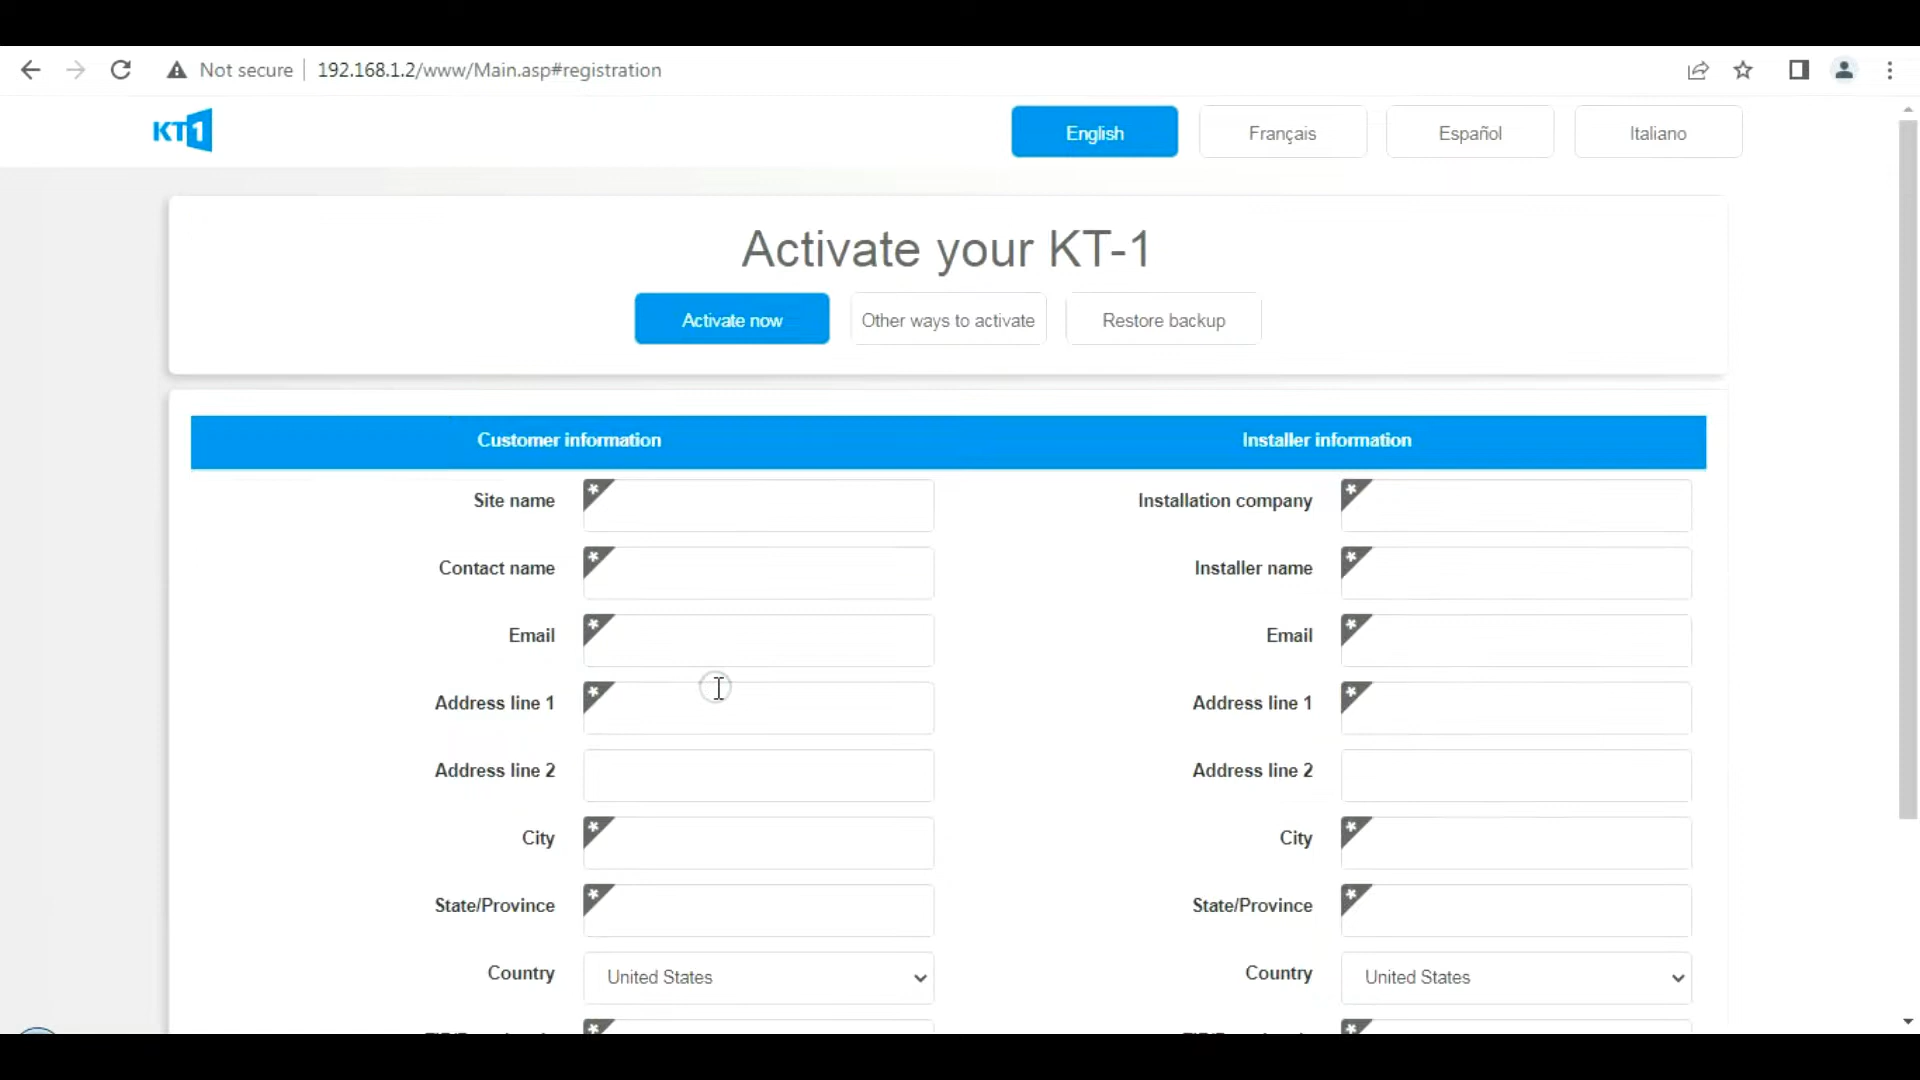 Not secure
192.168.1.2/www/Main.asp#registration
KT1
English
Français
Español
Italiano
Activate your KT-1
Activate now
Other ways to activate
Restore backup
Customer information
Installer information
Site name *
Installation company *
Contact name *
Installer name *
Email *
Email *
Address line 1 *
Address line 1 *
Address line 2
Address line 2
City *
City *
State/Province *
State/Province *
Country United States
Country United States